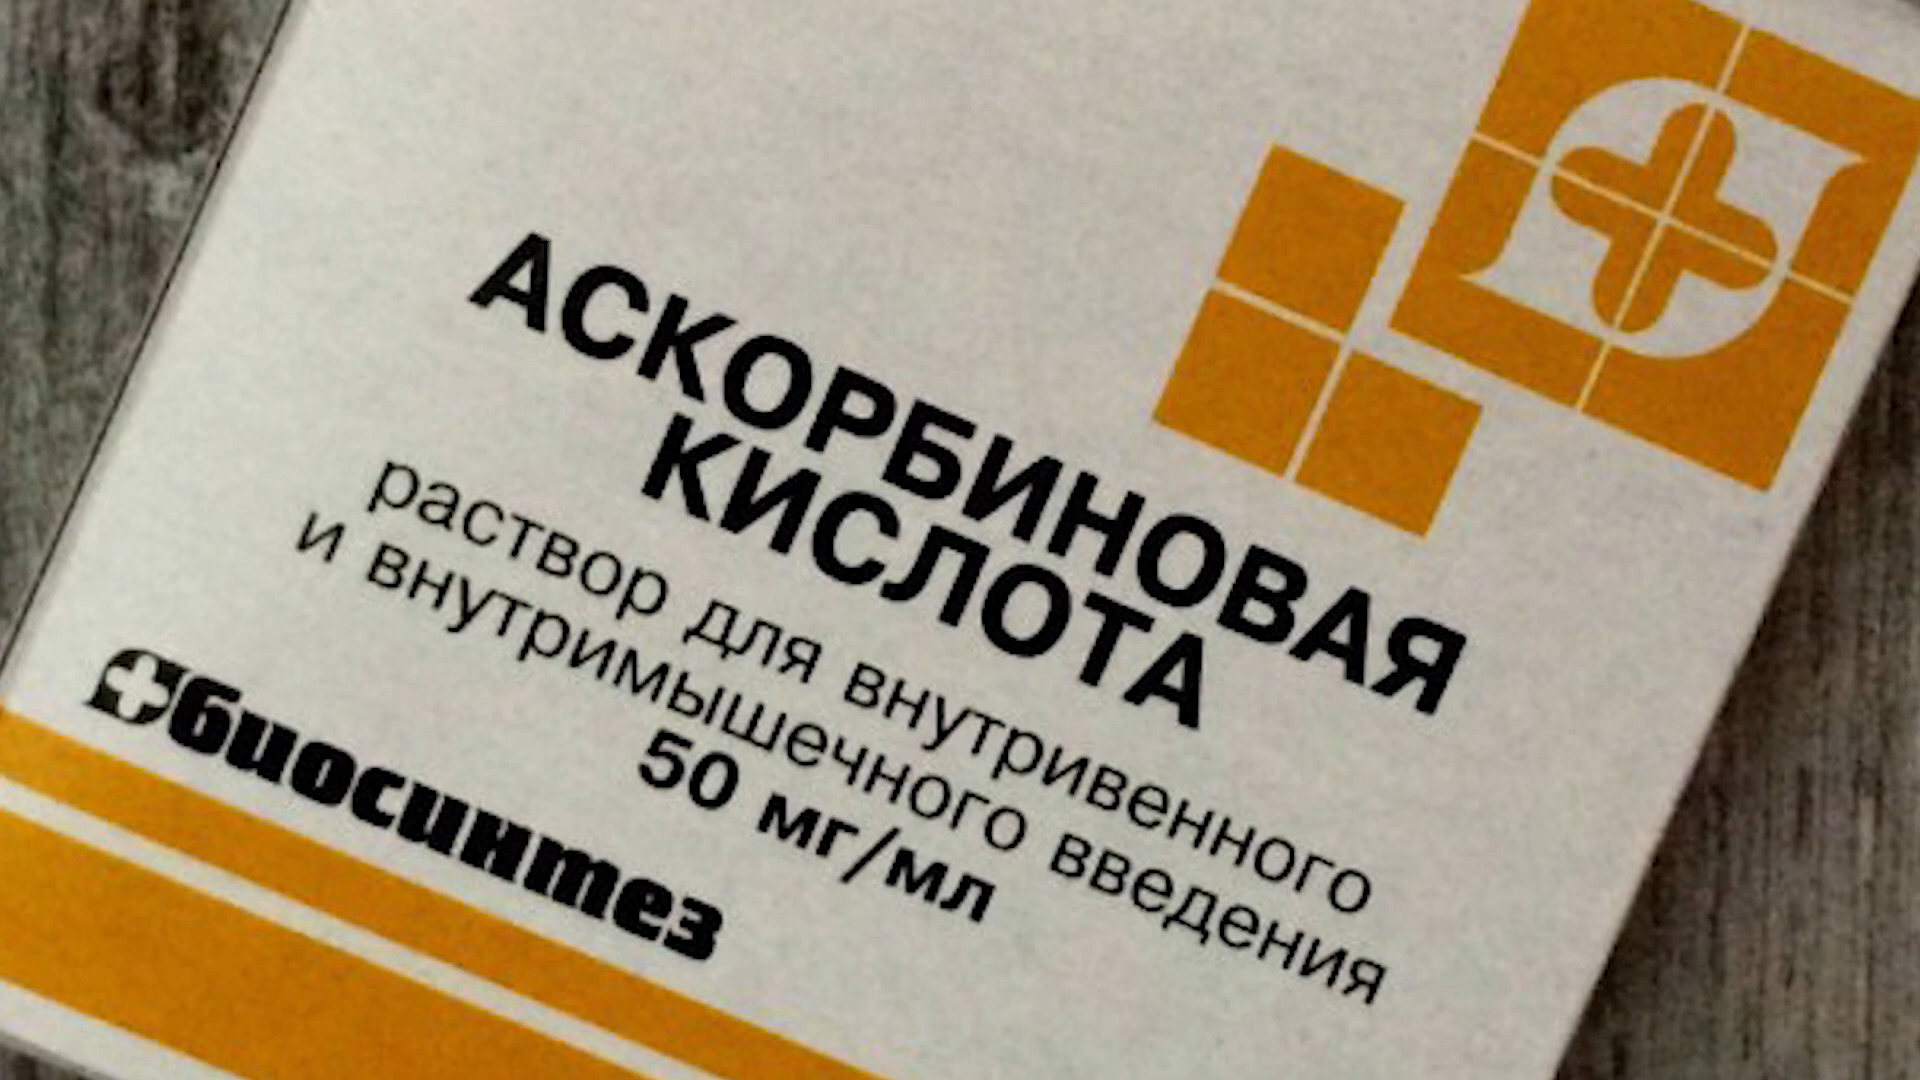 АСКОРБИНОВАЯ
КИСЛОТА
раствор для внутривенного
и внутримышечного введения
50 мг/мл
биосинтез